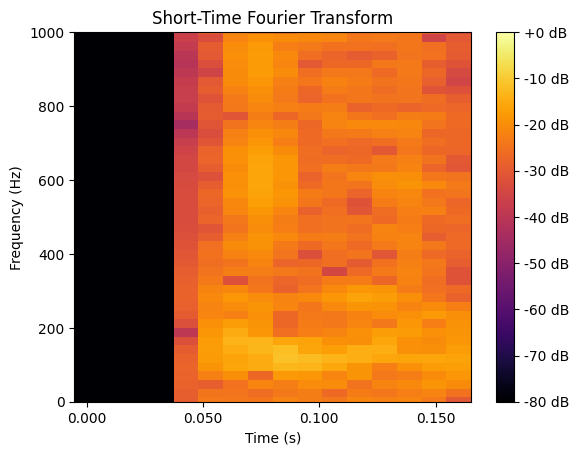 Short-Time Fourier Transform
1000
800
600
400
200
0
Frequency (Hz)
0.000
0.050
0.100
0.150
Time (s)
+0 dB
-10 dB
-20 dB
-30 dB
-40 dB
-50 dB
-60 dB
-70 dB
-80 dB